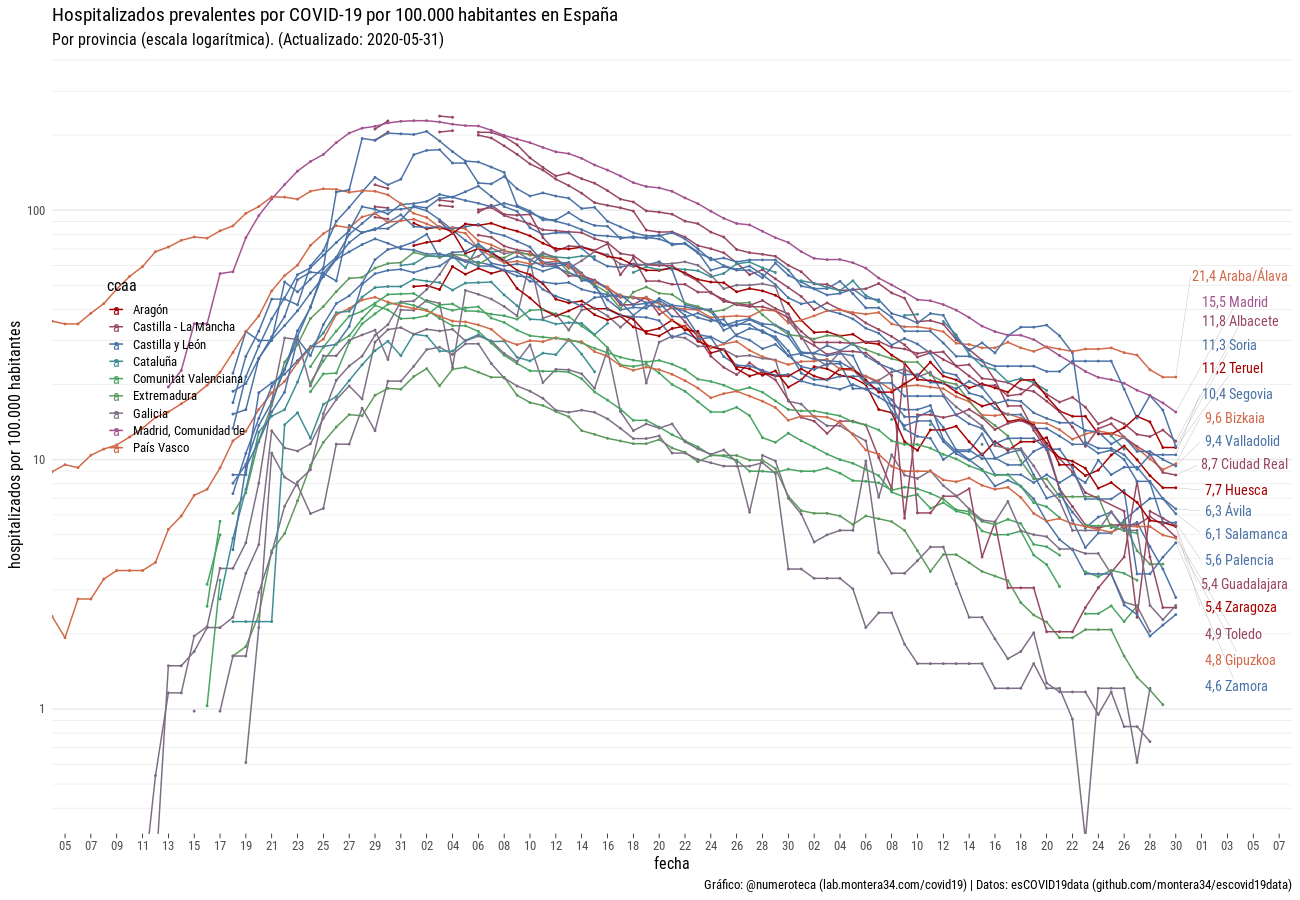 Hospitalizados prevalentes por COVID-19 por 100.000 habitantes en España
Por provincia (escala logarítmica). (Actualizado: 2020-05-31)
hospitalizados por 100.000 habitantes
100
10
1
ccaa
Aragón
Castilla - La Mancha
Castilla y León
Cataluña
Comunitat Valenciana
Extremadura
Galicia
Madrid, Comunidad de
País Vasco
21,4 Araba/Álava
15,5 Madrid
11,8 Albacete
11,3 Soria
11,2 Teruel
10,4 Segovia
9,6 Bizkaia
9,4 Valladolid
8,7 Ciudad Real
7,7 Huesca
6,3 Ávila
6,1 Salamanca
5,6 Palencia
5,4 Guadalajara
5,4 Zaragoza
4,9 Toledo
4,8 Gipuzkoa
4,6 Zamora
05 07 09 11 13 15 17 19 21 23 25 27 29 31 02 04 06 08 10 12 14 16 18 20 22 24 26 28 30 02 04 06 08 10 12 14 16 18 20 22 24 26 28 30 01 03 05 07
fecha
Gráfico: @numeroteca (lab.montera34.com/covid19) | Datos: esCOVID19data (github.com/montera34/escovid19data)